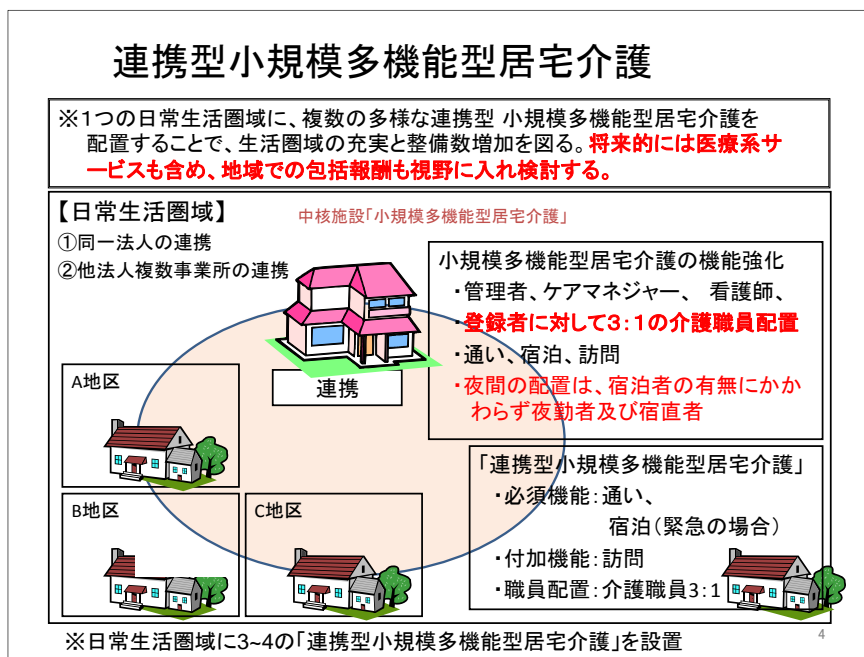 連携型小規模多機能型居宅介護
※1つの日常生活圏域に、複数の多様な連携型 小規模多機能型居宅介護を
配置することで、生活圏域の充実と整備数増加を図る。将来的には医療系サ
ービスも含め、地域での包括報酬も視野に入れ検討する。
【日常生活圏域】
①同一法人の連携
②他法人複数事業所の連携
中核施設「小規模多機能型居宅介護」
連携
小規模多機能型居宅介護の機能強化
・管理者、ケアマネジャー、 看護師、
・登録者に対して3:1の介護職員配置
・通い、宿泊、訪問
・夜間の配置は、宿泊者の有無にかか
わらず夜勤者及び宿直者
A地区
B地区
C地区
「連携型小規模多機能型居宅介護」
・必須機能:通い、
宿泊(緊急の場合)
・付加機能:訪問
・職員配置:介護職員3:1
※日常生活圏域に3~4の「連携型小規模多機能型居宅介護」を設置
4